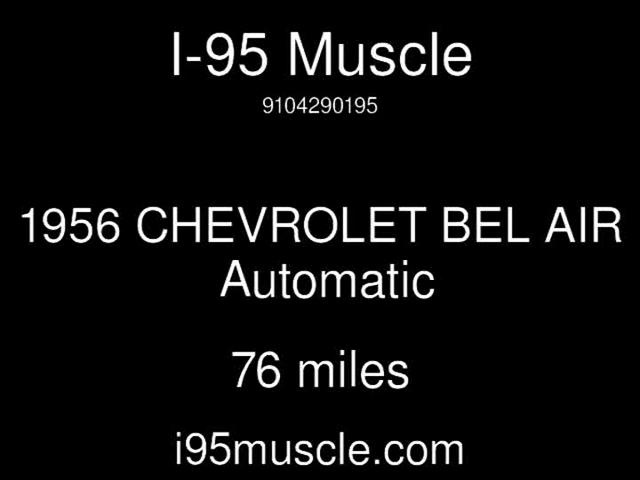 I-95 Muscle
9104290195
1956 CHEVROLET BEL AIR
Automatic
76 miles
i95muscle.com